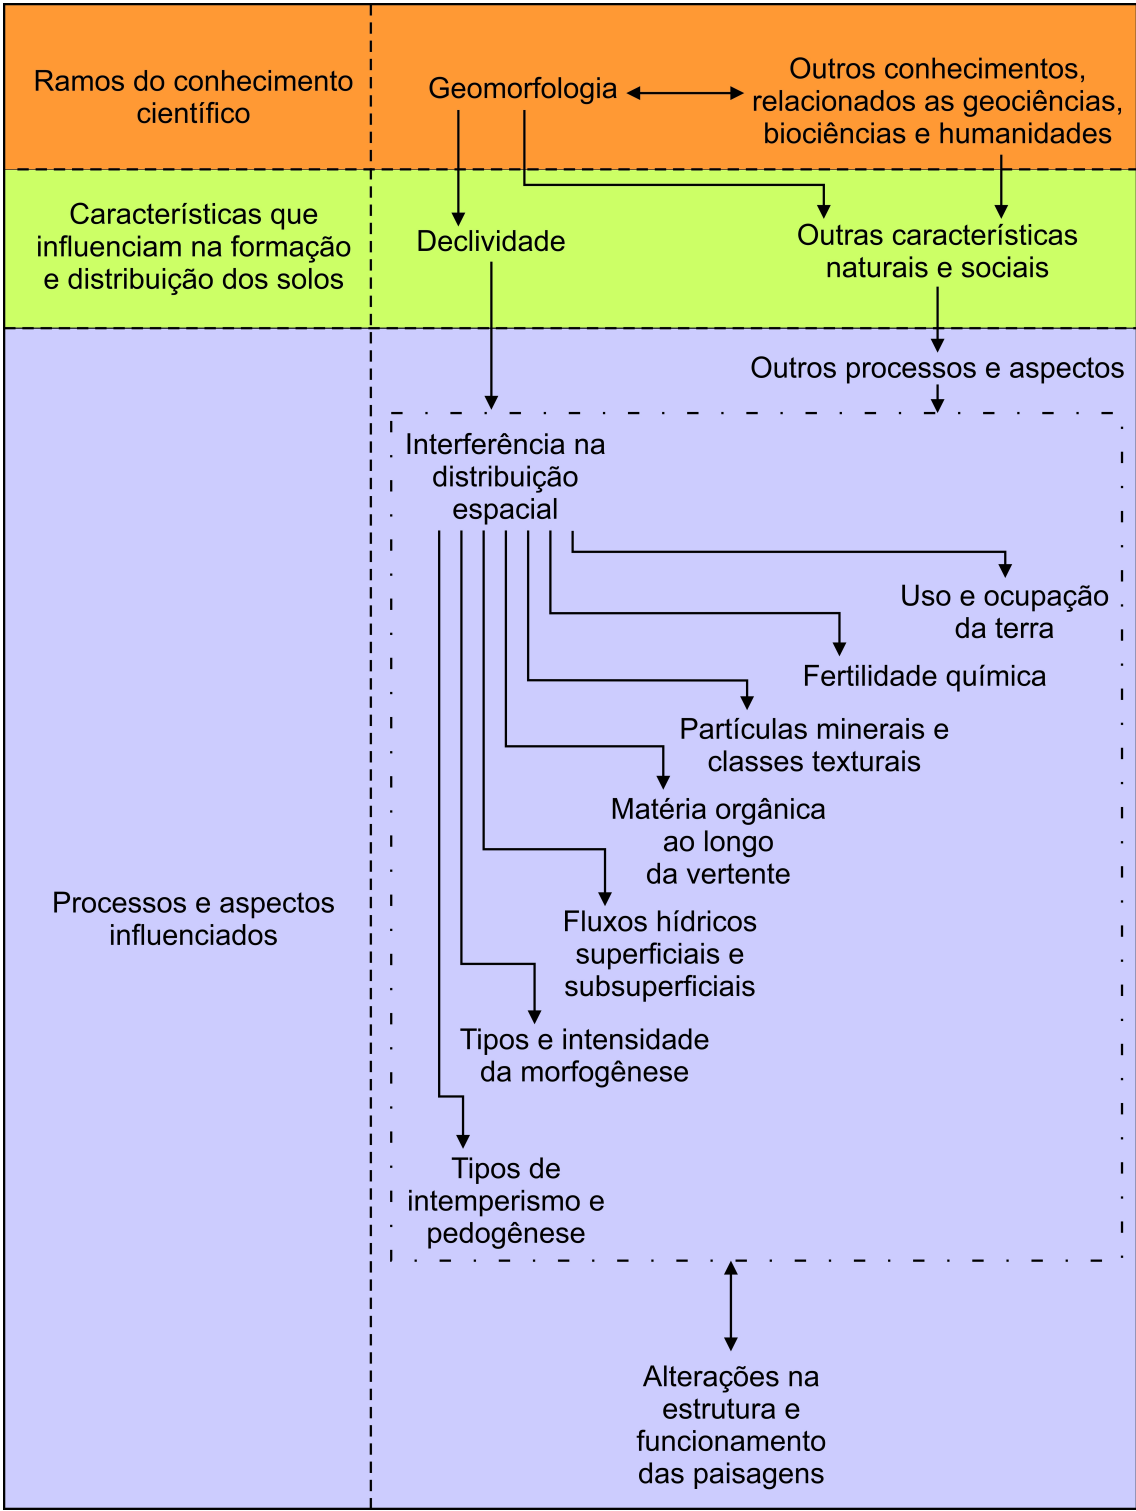 Ramos do conhecimento
científico
Geomorfologia
Outros conhecimentos,
relacionados as geociências,
biociências e humanidades
Características que
influenciam na formação
e distribuição dos solos
Declividade
Outras características
naturais e sociais
Processos e aspectos
influenciados
Outros processos e aspectos
Interferência na
distribuição
espacial
Uso e ocupação
da terra
Fertilidade química
Partículas minerais e
classes texturais
Matéria orgânica
ao longo
da vertente
Fluxos hídricos
superficiais e
subsuperficiais
Tipos e intensidade
da morfogênese
Tipos de
intemperismo e
pedogênese
Alterações na
estrutura e
funcionamento
das paisagens